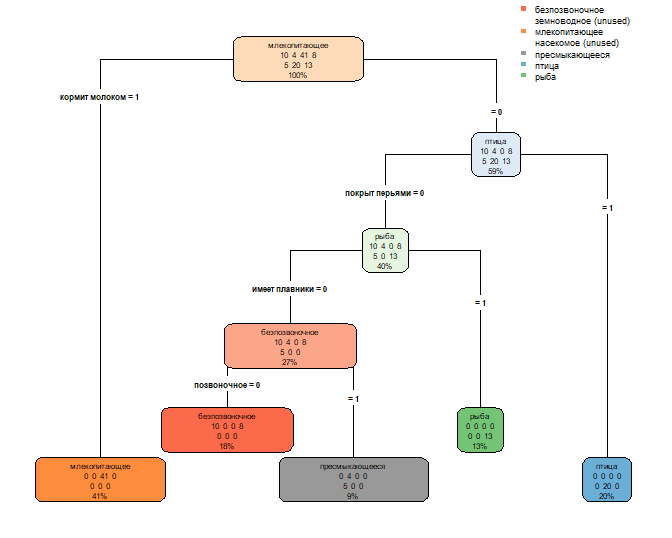 безпозвоночное
земноводное (unused)
млекопитающее
насекомое (unused)
пресмыкающееся
птица
рыба
млекопитающее
10 4 41 8
5 20 13
100%
кормит молоком = 1
= 0
птица
10 4 0 8
5 20 13
59%
покрыт перьями = 0
= 1
рыба
10 4 0 8
5 0 13
40%
имеет плавники = 0
= 1
безпозвоночное
10 4 0 8
5 0 0
27%
позвоночное = 0
= 1
безпозвоночное
10 0 0 8
0 0 0
18%
рыба
0 0 0 0
0 0 13
13%
млекопитающее
0 0 41 0
0 0 0
41%
пресмыкающееся
0 4 0 0
5 0 0
9%
птица
0 0 0 0
0 20 0
20%